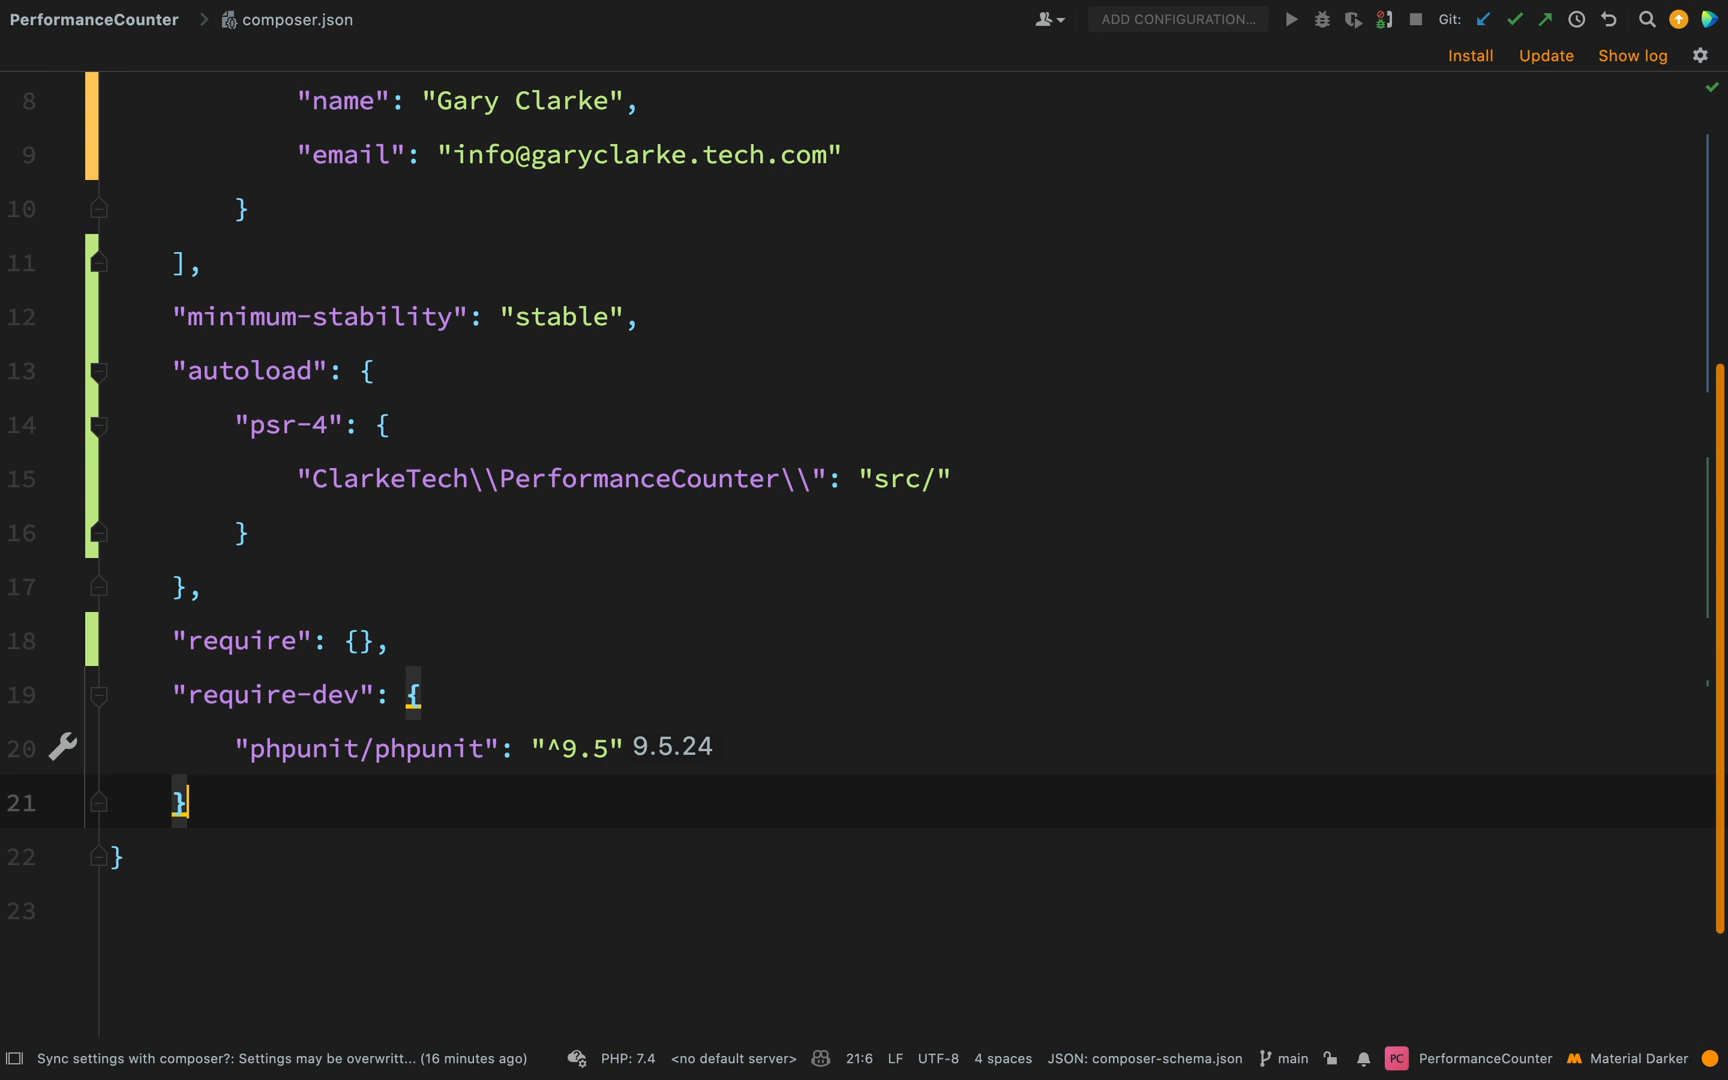 PerformanceCounter composer.json ADD CONFIGURATION... Git:
Install Update Show log
8 "name": "Gary Clarke",
9 "email": "info@garyclarke.tech.com"
10 }
11 ],
12 "minimum-stability": "stable",
13 "autoload": {
14 "psr-4": {
15 "ClarkeTech\\PerformanceCounter\\": "src/"
16 }
17 },
18 "require": {},
19 "require-dev": {
20 "phpunit/phpunit": "^9.5" 9.5.24
21 }
22 }
23
Sync settings with composer?: Settings may be overwritt... (16 minutes ago) PHP: 7.4 <no default server> 21:6 LF UTF-8 4 spaces JSON: composer-schema.json main PC PerformanceCounter Material Darker